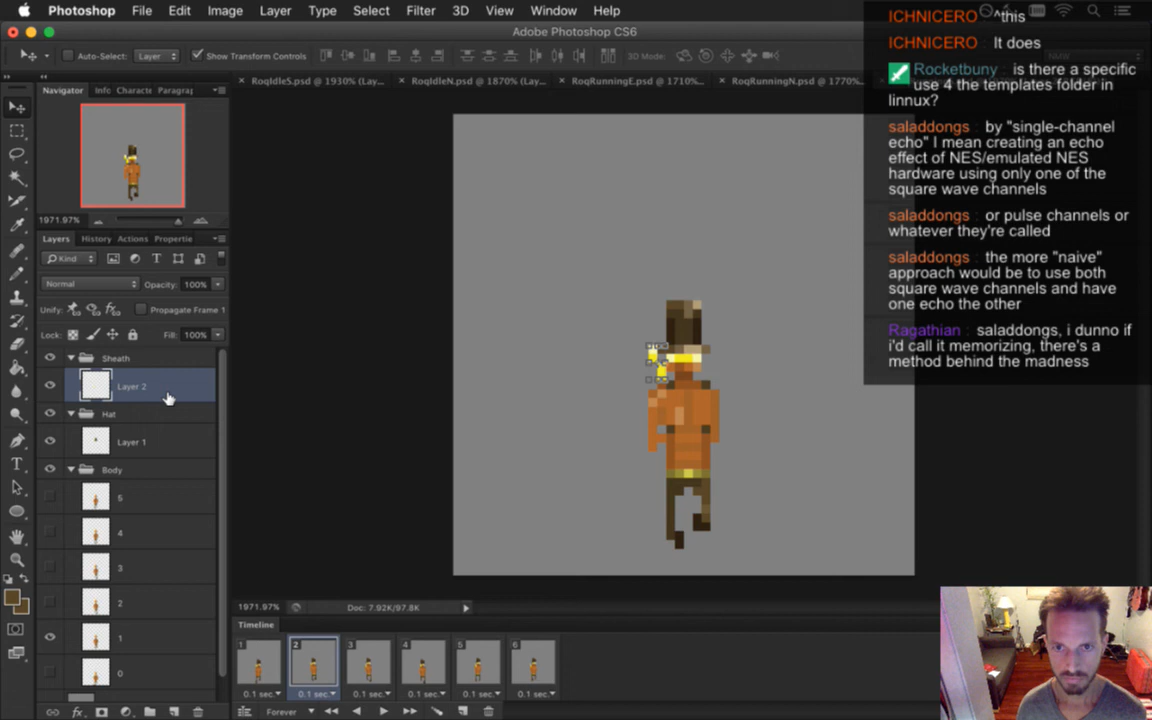 Photoshop File Edit Image Layer Type Select Filter 3D View Window Help
Adobe Photoshop CS6
Auto-Select: Layer Show Transform Controls 3D Mode:
RoqIdleS.psd @ 1930% (Lay... RoqIdleN.psd @ 1870% (Lay... RoqRunningE.psd @ 1710%... RoqRunningN.psd @ 1770%...
Navigator Info Characte Paragraj
1971.97%
Layers History Actions Propertie
Kind
Normal Opacity: 100%
Unify: Propagate Frame 1
Lock: Fill: 100%
Sheath
Layer 2
Hat
Layer 1
Body
5
4
3
2
1
0
1971.97% Doc: 7.92K/97.8K
Timeline
1 2 3 4 5 6
0.1 sec. 0.1 sec. 0.1 sec. 0.1 sec. 0.1 sec. 0.1 sec.
Forever
ICHNICERO : ^this
ICHNICERO : It does
Rocketbuny : is there a specific
use 4 the templates folder in
linnux?
saladdongs : by "single-channel
echo" I mean creating an echo
effect of NES/emulated NES
hardware using only one of the
square wave channels
saladdongs : or pulse channels or
whatever they're called
saladdongs : the more "naive"
approach would be to use both
square wave channels and have
one echo the other
Ragathian : saladdongs, i dunno if
i'd call it memorizing, there's a
method behind the madness